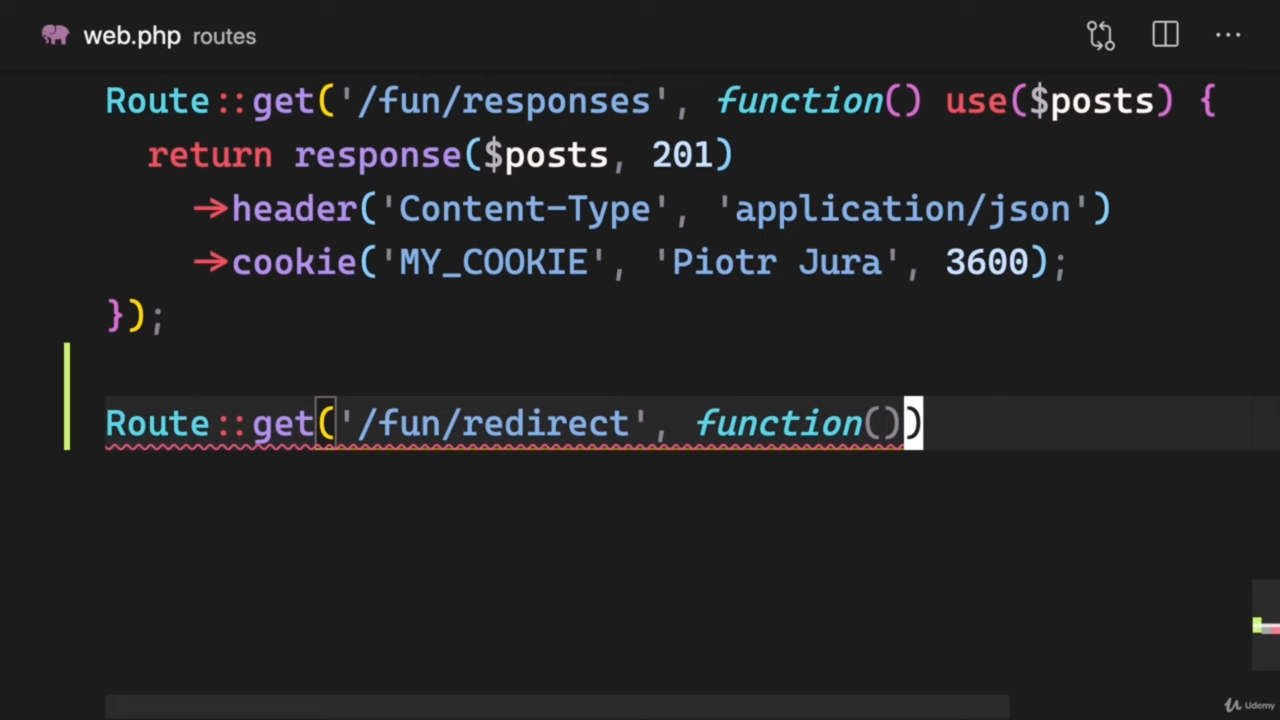 web.php routes
Route::get('/fun/responses', function() use($posts) {
  return response($posts, 201)
    ->header('Content-Type', 'application/json')
    ->cookie('MY_COOKIE', 'Piotr Jura', 3600);
});
Route::get('/fun/redirect', function())
Udemy